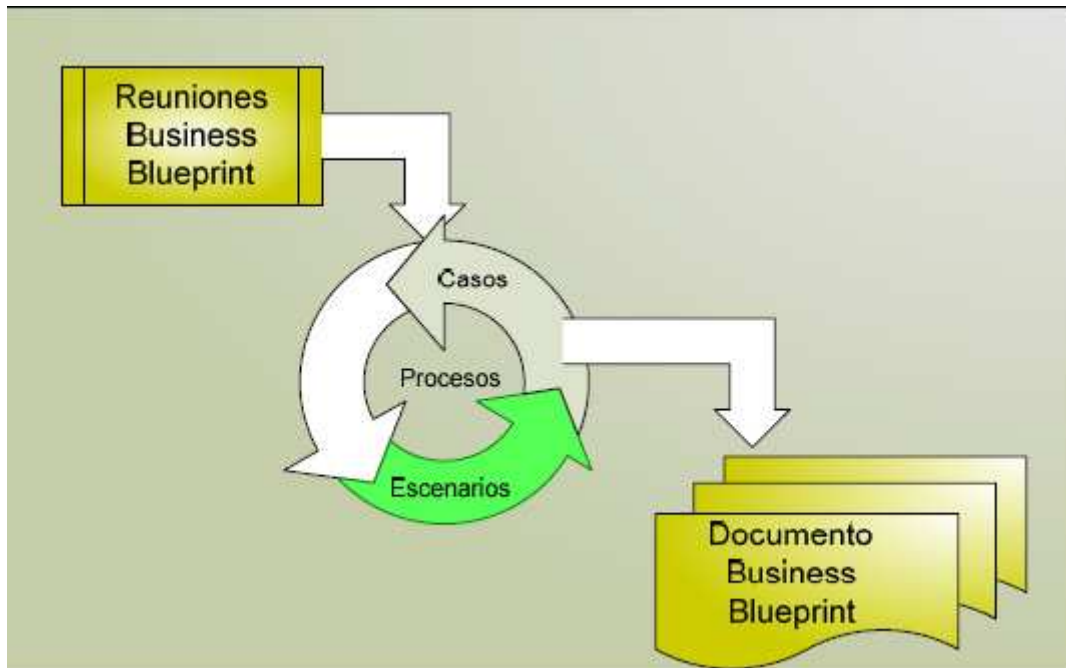 Reuniones
Business
Blueprint
Casos
Procesos
Escenarios
Documento
Business
Blueprint